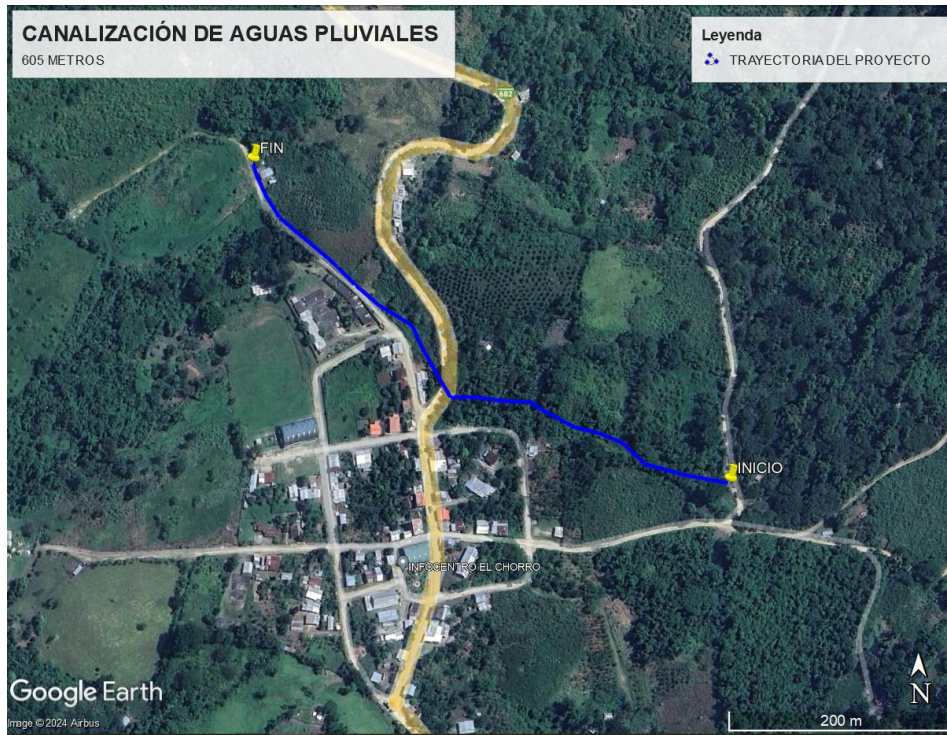 CANALIZACIÓN DE AGUAS PLUVIALES
605 METROS
Leyenda
TRAYECTORIA DEL PROYECTO
682
FIN
INICIO
INFOCENTRO EL CHORRO
Google Earth
Image © 2024 Airbus
N
200 m